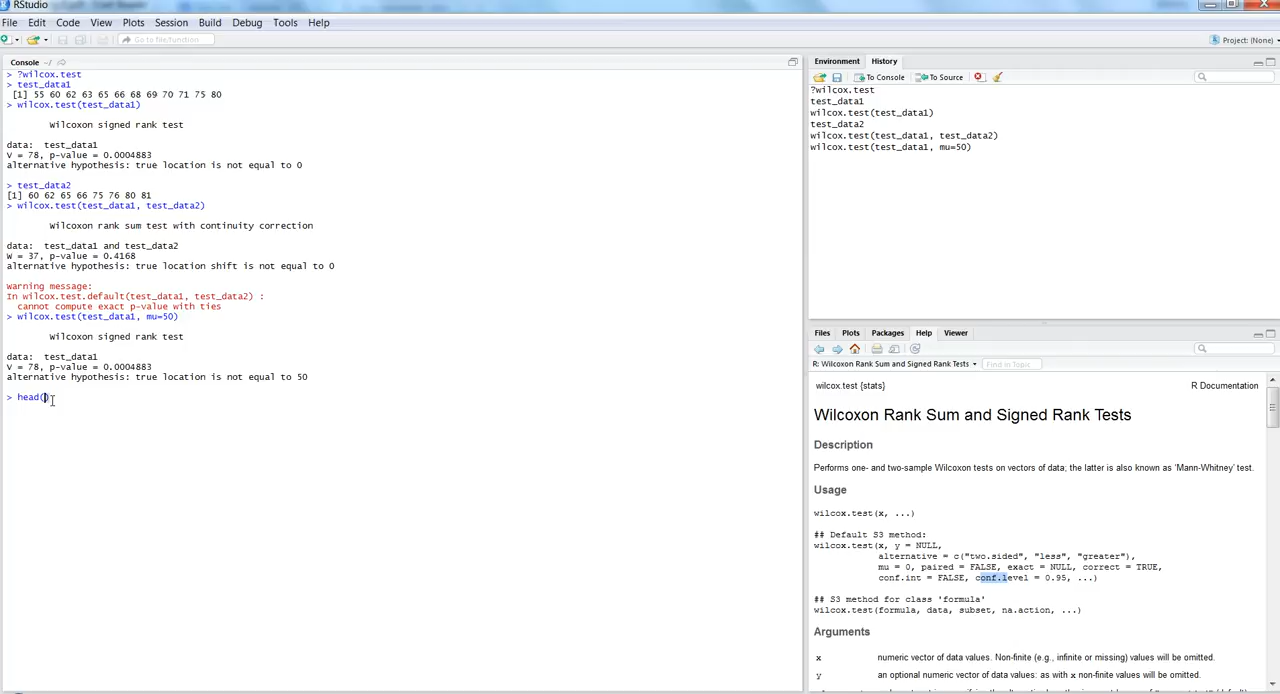 RStudio
File Edit Code View Plots Session Build Debug Tools Help
Go to file/function
Project: (None)
Console ~/
> ?wilcox.test
> test_data1
[1] 55 60 62 63 65 66 68 69 70 71 75 80
> wilcox.test(test_data1)
Wilcoxon signed rank test
data: test_data1
V = 78, p-value = 0.0004883
alternative hypothesis: true location is not equal to 0
> test_data2
[1] 60 62 65 66 75 76 80 81
> wilcox.test(test_data1, test_data2)
Wilcoxon rank sum test with continuity correction
data: test_data1 and test_data2
W = 37, p-value = 0.4168
alternative hypothesis: true location shift is not equal to 0
Warning message:
In wilcox.test.default(test_data1, test_data2) :
cannot compute exact p-value with ties
> wilcox.test(test_data1, mu=50)
Wilcoxon signed rank test
data: test_data1
V = 78, p-value = 0.0004883
alternative hypothesis: true location is not equal to 50
> head()
Environment History
To Console To Source
?wilcox.test
test_data1
wilcox.test(test_data1)
test_data2
wilcox.test(test_data1, test_data2)
wilcox.test(test_data1, mu=50)
Files Plots Packages Help Viewer
R: Wilcoxon Rank Sum and Signed Rank Tests Find in Topic
wilcox.test {stats} R Documentation
Wilcoxon Rank Sum and Signed Rank Tests
Description
Performs one- and two-sample Wilcoxon tests on vectors of data; the latter is also known as ‘Mann-Whitney’ test.
Usage
wilcox.test(x, ...)
## Default S3 method:
wilcox.test(x, y = NULL,
alternative = c("two.sided", "less", "greater"),
mu = 0, paired = FALSE, exact = NULL, correct = TRUE,
conf.int = FALSE, conf.level = 0.95, ...)
## S3 method for class 'formula'
wilcox.test(formula, data, subset, na.action, ...)
Arguments
x numeric vector of data values. Non-finite (e.g., infinite or missing) values will be omitted.
y an optional numeric vector of data values: as with x non-finite values will be omitted.